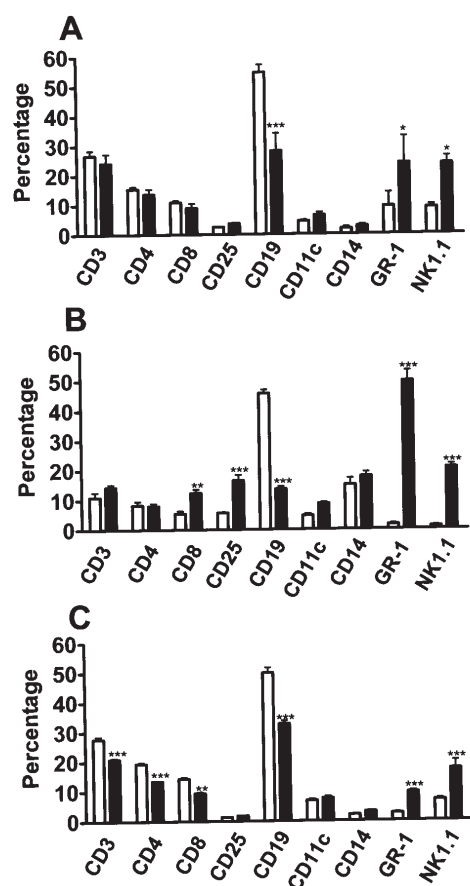 A
Percentage
60
50
40
30
20
10
0
***
*
*
CD3
CD4
CD8
CD25
CD19
CD11c
CD14
GR-1
NK1.1
B
Percentage
60
50
40
30
20
10
0
**
***
***
***
***
CD3
CD4
CD8
CD25
CD19
CD11c
CD14
GR-1
NK1.1
C
Percentage
60
50
40
30
20
10
0
***
***
**
***
***
***
CD3
CD4
CD8
CD25
CD19
CD11c
CD14
GR-1
NK1.1